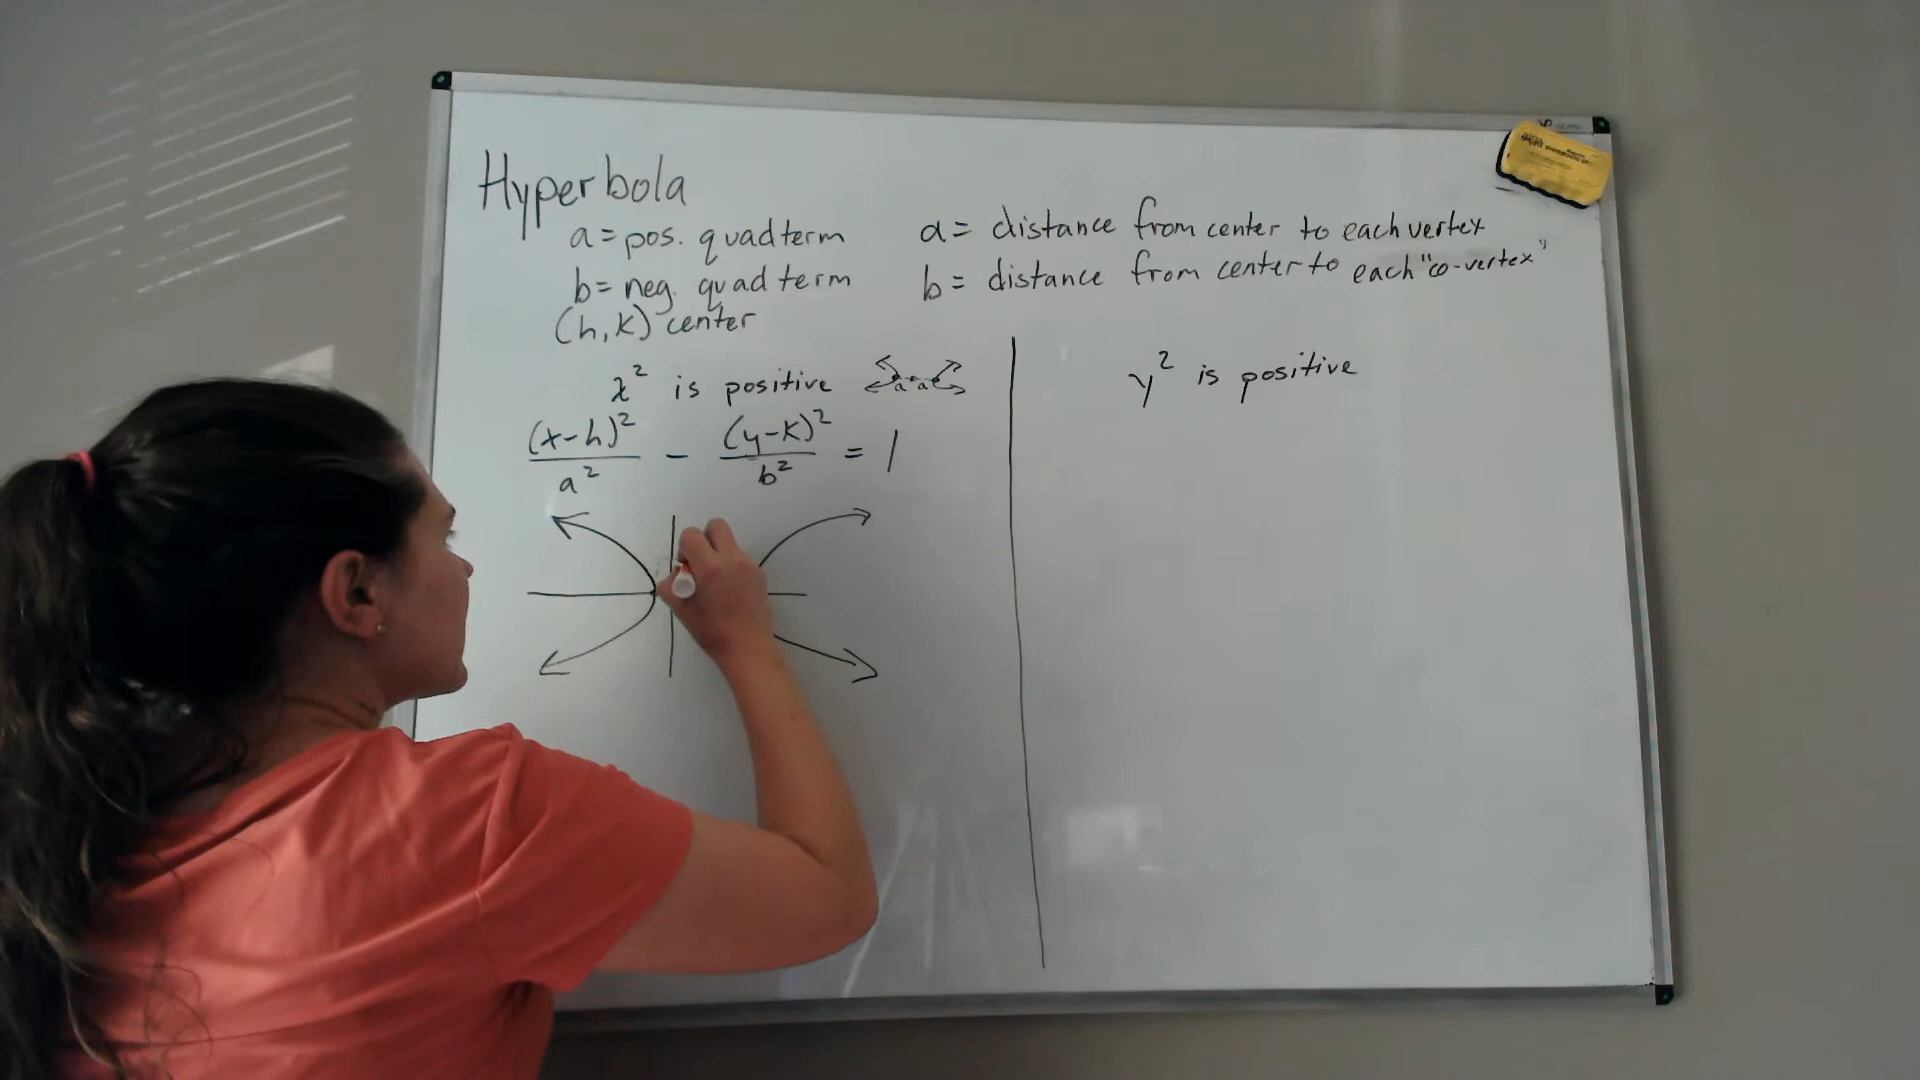 Hyperbola
a = pos. quad term
b = neg. quad term
(h, k) center
a = distance from center to each vertex
b = distance from center to each "co-vertex"
x² is positive
a a
(x-h)²/a² - (y-k)²/b² = 1
y² is positive